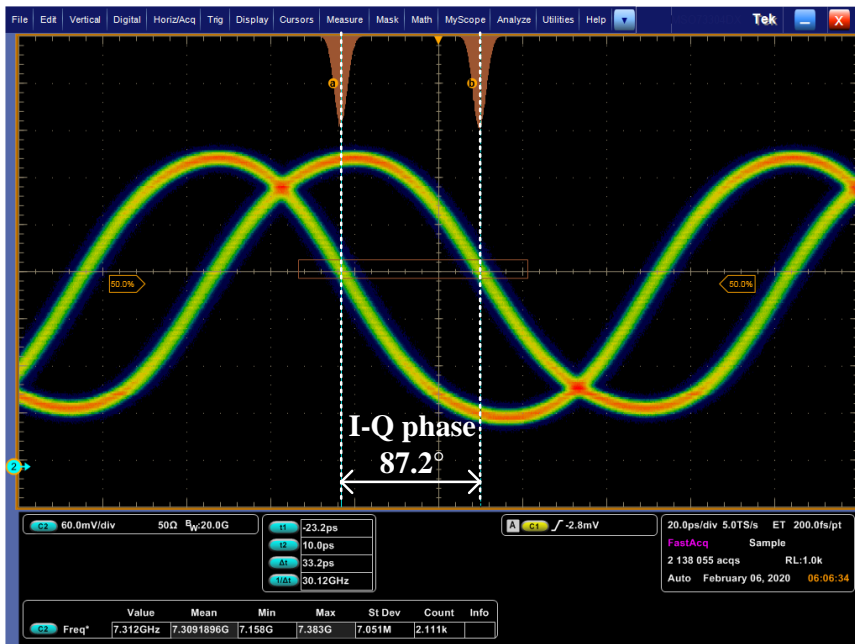 File Edit Vertical Digital Horiz/Acq Trig Display Cursors Measure Mask Math MyScope Analyze Utilities Help Tek X
a b
50.0% 50.0%
I-Q phase
87.2°
2
C2 60.0mV/div 50Ω BW:20.0G
t1 -23.2ps
t2 10.0ps
Δt 33.2ps
1/Δt 30.12GHz
A C1 -2.8mV
20.0ps/div 5.0TS/s ET 200.0fs/pt
FastAcq Sample
2 138 055 acqs RL:1.0k
Auto February 06, 2020 06:06:34
Value Mean Min Max St Dev Count Info
C2 Freq* 7.312GHz 7.3091896G 7.158G 7.383G 7.051M 2.111k